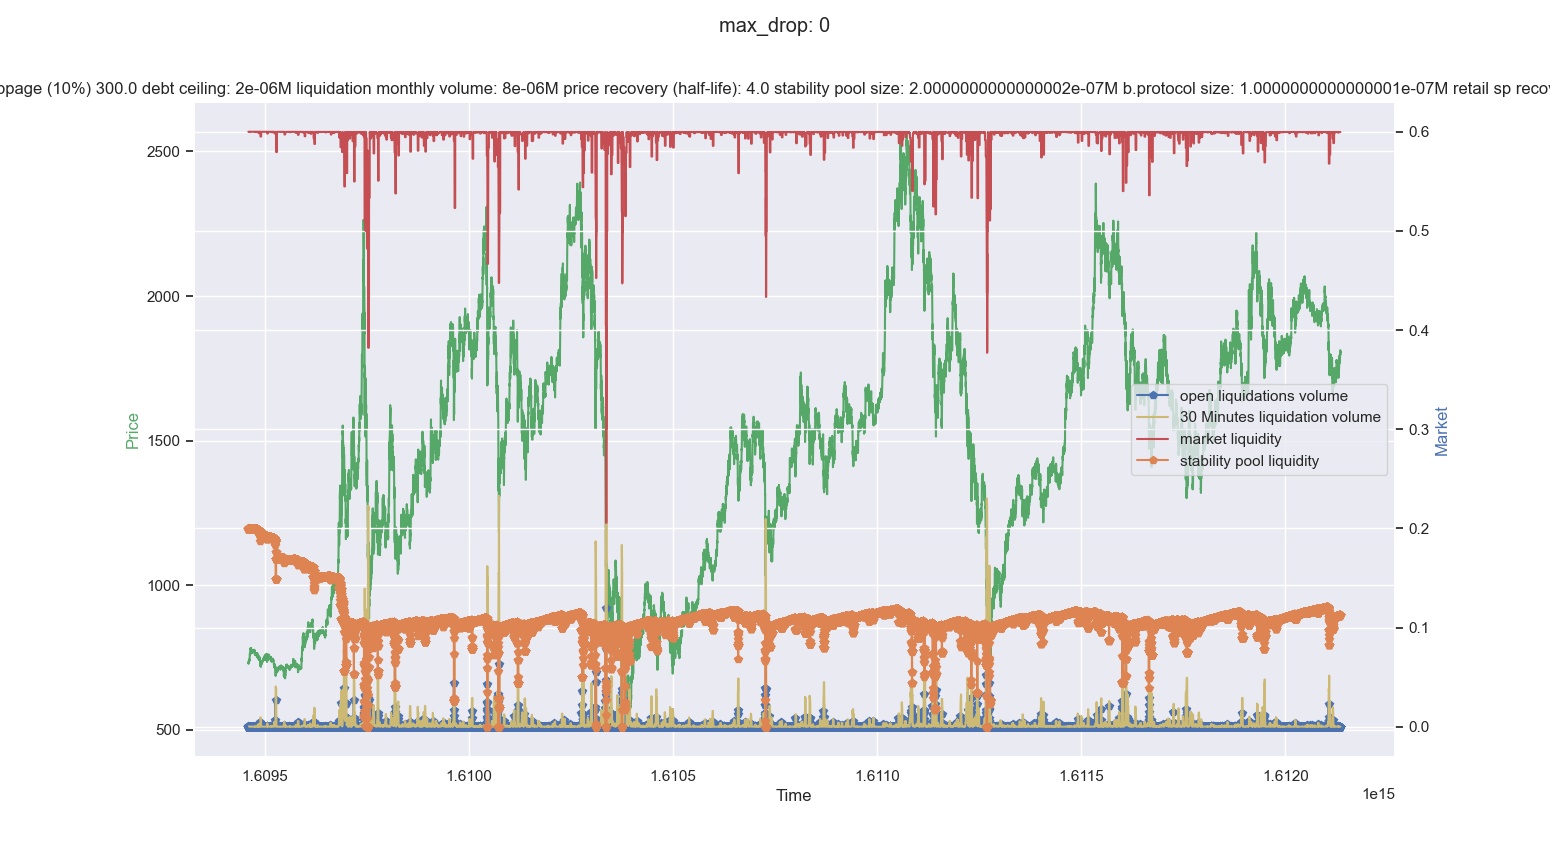 max_drop: 0
(10%) 300.0 debt ceiling: 2e-06M liquidation monthly volume: 8e-06M price recovery (half-life): 4.0 stability pool size: 2.0000000000000002e-07M b.protocol size: 1.0000000000000001e-07M retail sp
2500
2000
1500
1000
500
Price
0.6
0.5
0.4
0.3
0.2
0.1
0.0
Market
open liquidations volume
30 Minutes liquidation volume
market liquidity
stability pool liquidity
1.6095 1.6100 1.6105 1.6110 1.6115 1.6120
Time
1e15